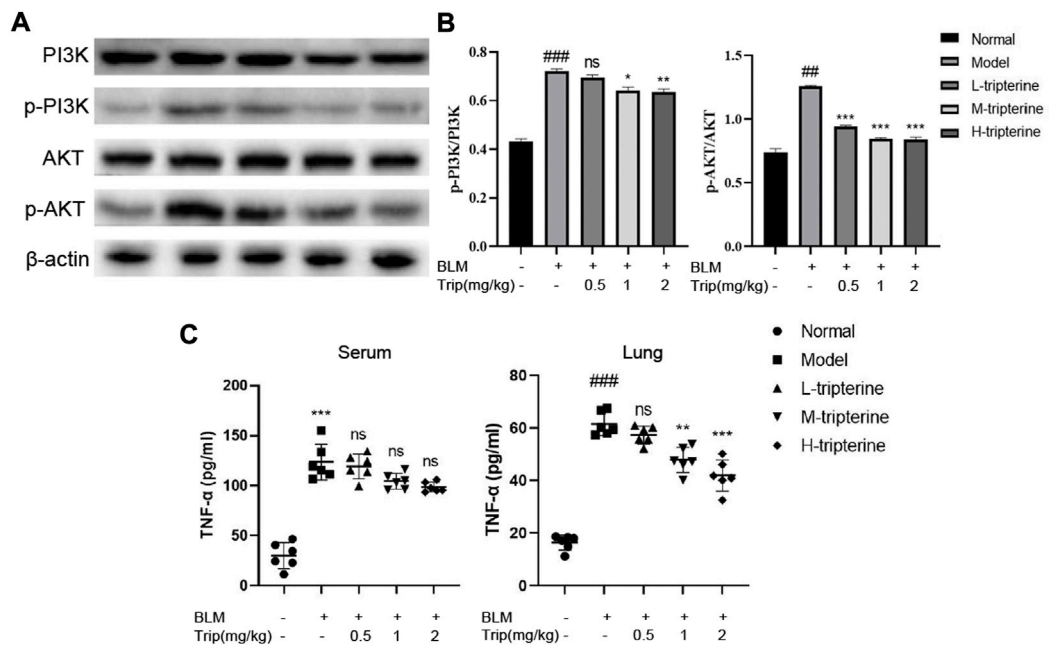 A
PI3K
p-PI3K
AKT
p-AKT
β-actin
B
p-PI3K/PI3K
0.8
0.6
0.4
0.2
0.0
###
ns
*
**
BLM - + + + +
Trip(mg/kg) - - 0.5 1 2
p-AKT/AKT
1.5
1.0
0.5
0.0
##
***
***
***
BLM - + + + +
Trip(mg/kg) - - 0.5 1 2
Normal
Model
L-tripterine
M-tripterine
H-tripterine
C
Serum
TNF-α (pg/ml)
200
150
100
50
0
***
ns
ns
ns
BLM - + + + +
Trip(mg/kg) - - 0.5 1 2
Lung
TNF-α (pg/ml)
80
60
40
20
0
###
ns
**
***
BLM - + + + +
Trip(mg/kg) - - 0.5 1 2
Normal
Model
L-tripterine
M-tripterine
H-tripterine